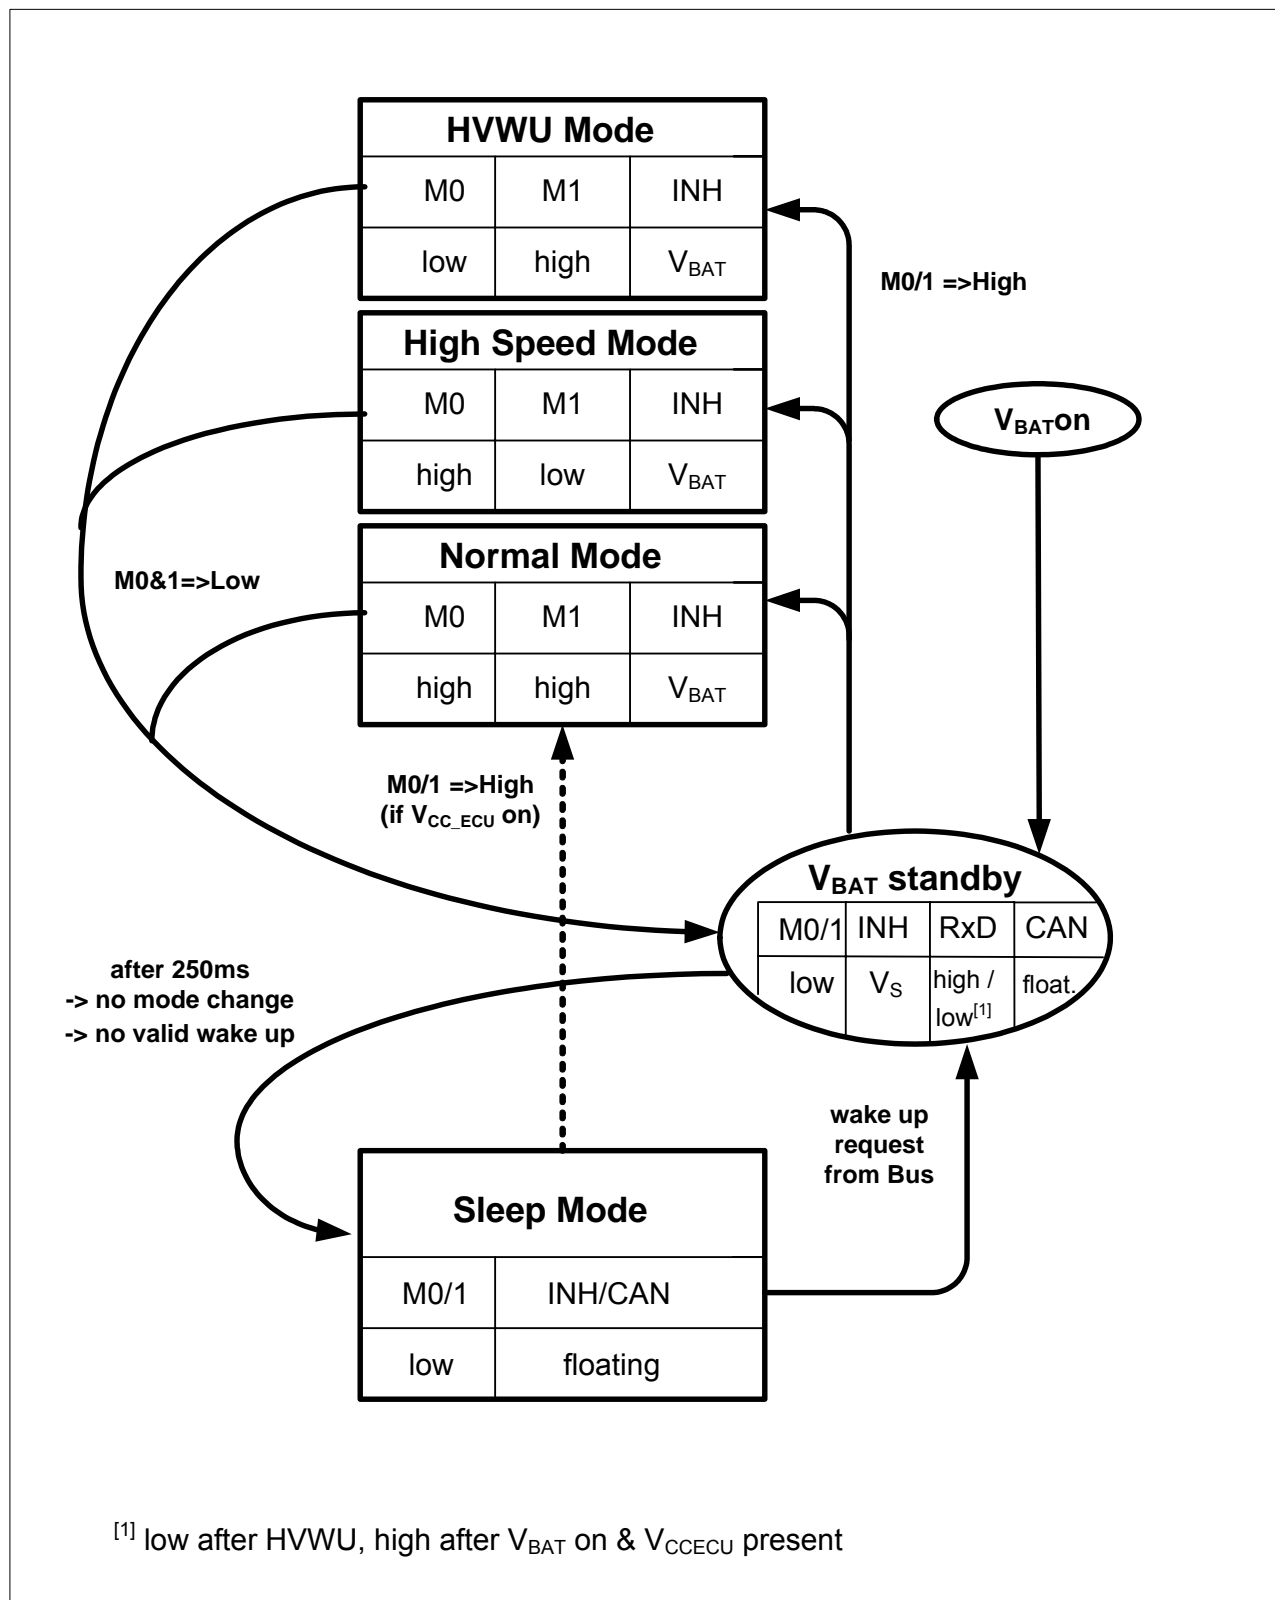 HVWU Mode
M0 M1 INH
low high VBAT
M0/1 =>High
High Speed Mode
M0 M1 INH
high low VBAT
VBATon
Normal Mode
M0&1=>Low
M0 M1 INH
high high VBAT
M0/1 =>High
(if VCC_ECU on)
VBAT standby
M0/1 INH RxD CAN
low VS high / low[1] float.
after 250ms
-> no mode change
-> no valid wake up
wake up
request
from Bus
Sleep Mode
M0/1 INH/CAN
low floating
[1] low after HVWU, high after VBAT on & VCCECU present